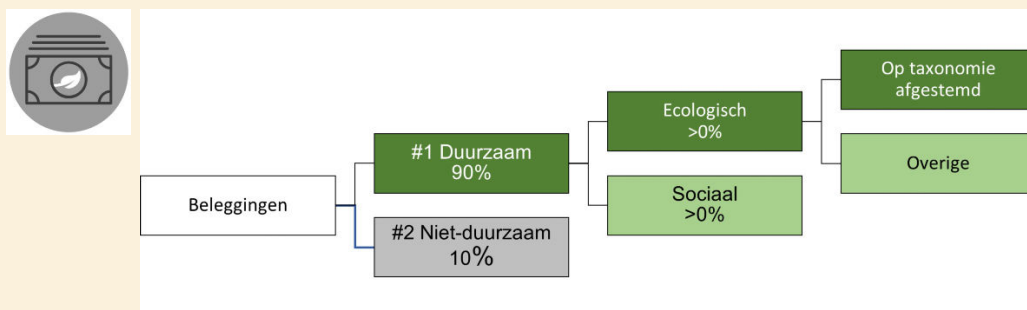 Beleggingen
#1 Duurzaam
90%
#2 Niet-duurzaam
10%
Ecologisch
>0%
Sociaal
>0%
Op taxonomie
afgestemd
Overige